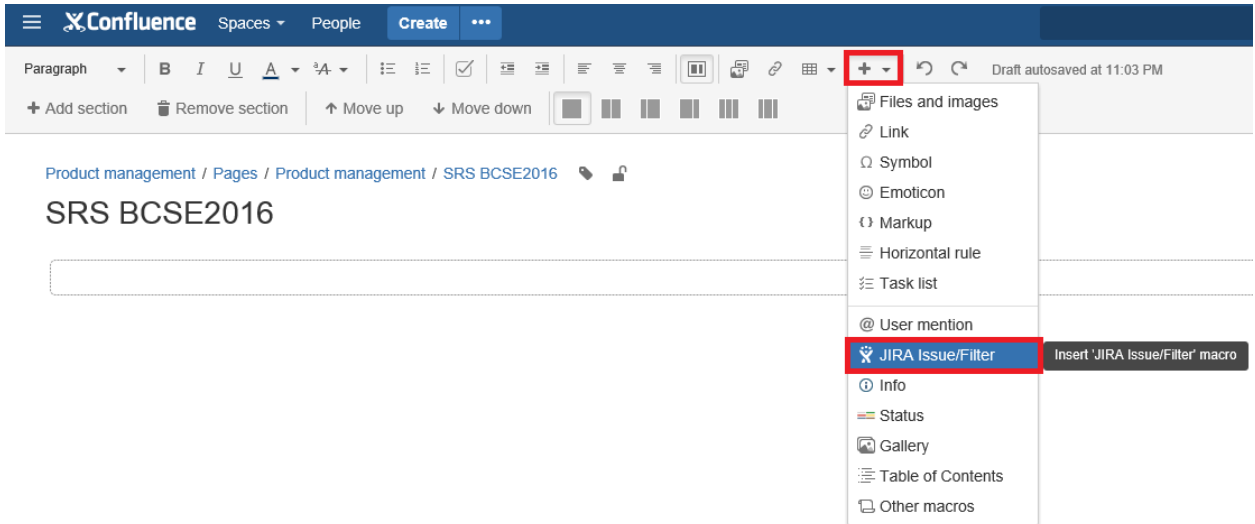 Confluence Spaces People Create
Paragraph B I U A Draft autosaved at 11:03 PM
+ Add section Remove section Move up Move down
Files and images
Link
Symbol
Emoticon
Markup
Horizontal rule
Task list
Product management / Pages / Product management / SRS BCSE2016
SRS BCSE2016
@ User mention
JIRA Issue/Filter Insert 'JIRA Issue/Filter' macro
Info
Status
Gallery
Table of Contents
Other macros